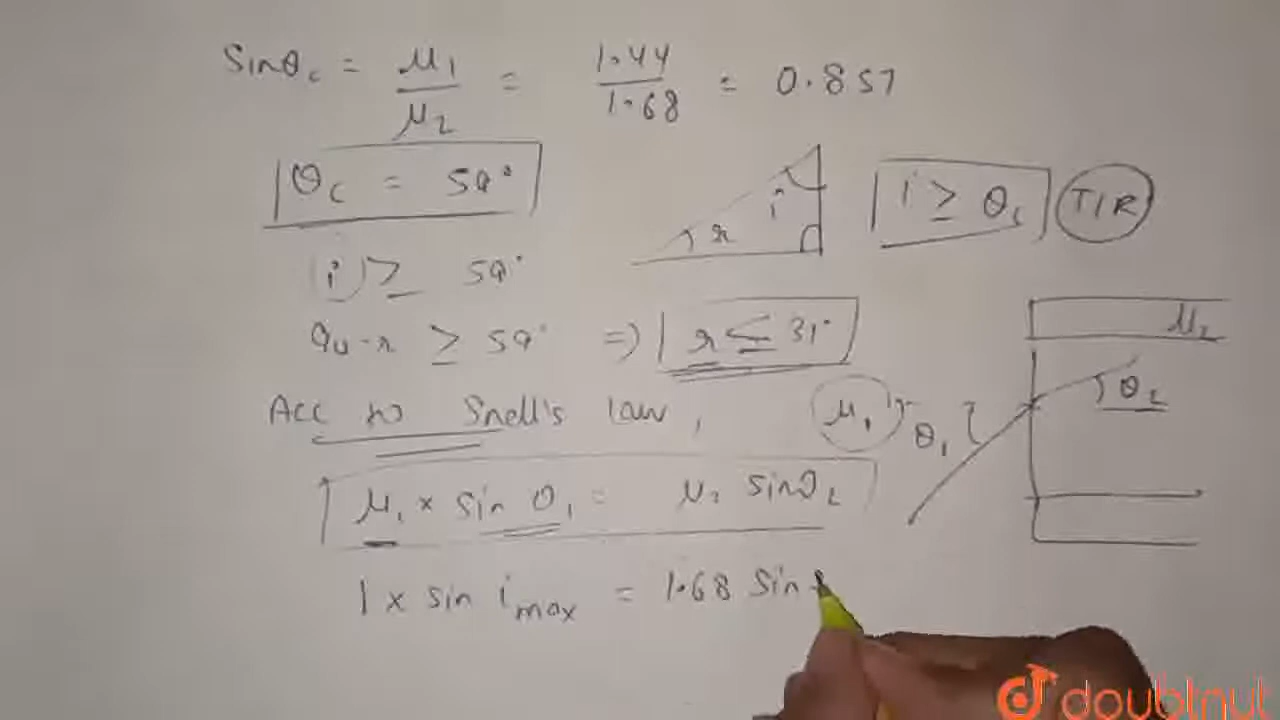 Sinθc = μ1/μ2 = 1.44/1.68 = 0.857
θc = 59°
i ≥ 59°
90-r ≥ 59° => r ≤ 31°
i
r
i ≥ θc TIR
μ2
θ2
Acc to Snell's law,
μ1
θ1
μ1 x sin θ1 = μ2 sinθ2
1 x sin imax = 1.68 Sin
doubtnut